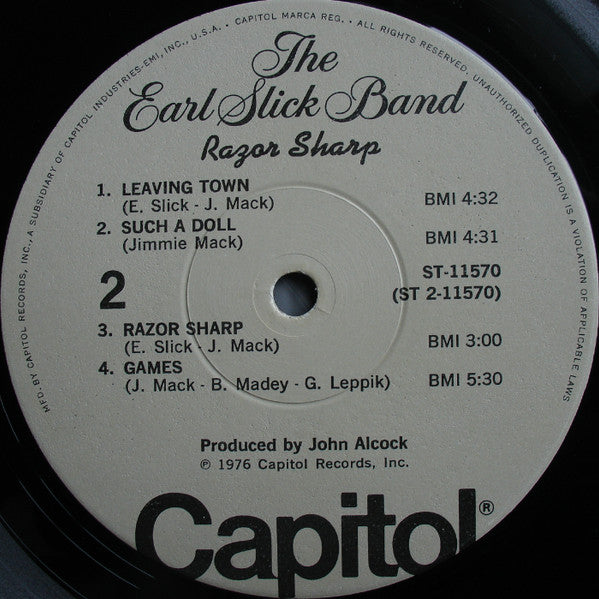 MFD. BY CAPITOL RECORDS, INC., A SUBSIDIARY OF CAPITOL INDUSTRIES-EMI, INC., U.S.A. • CAPITOL MARCA REG. • ALL RIGHTS RESERVED. UNAUTHORIZED DUPLICATION IS A VIOLATION OF APPLICABLE LAWS
The
Earl Slick Band
Razor Sharp
1. LEAVING TOWN BMI 4:32
(E. Slick - J. Mack)
2. SUCH A DOLL BMI 4:31
(Jimmie Mack)
2 ST-11570
(ST 2-11570)
3. RAZOR SHARP BMI 3:00
(E. Slick - J. Mack)
4. GAMES BMI 5:30
(J. Mack - B. Madey - G. Leppik)
Produced by John Alcock
℗ 1976 Capitol Records, Inc.
Capitol®